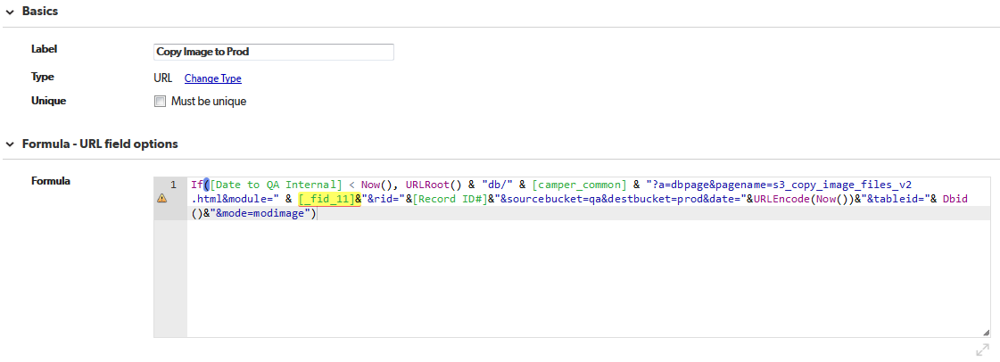 Basics
Label Copy Image to Prod
Type URL Change Type
Unique Must be unique
Formula - URL field options
Formula 1 If([Date to QA Internal] < Now(), URLRoot() & "db/" & [camper_common] & "?a=dbpage&pagename=s3_copy_image_files_v2
.html&module=" & [_fid_11]&"&rid="&[Record ID#]&"&sourcebucket=qa&destbucket=prod&date="&URLEncode(Now())&"&tableid="& Dbid
()&"&mode=modimage")